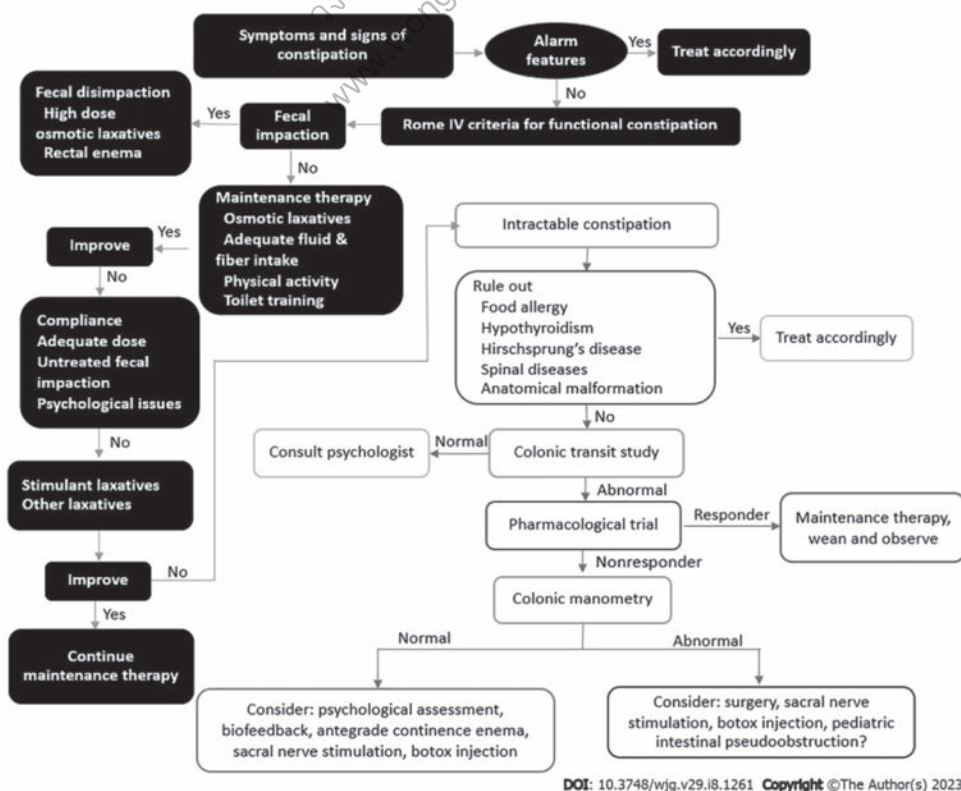 Symptoms and signs of
constipation
Alarm
features
Yes
Treat accordingly
No
Rome IV criteria for functional constipation
Fecal
impaction
Yes
Fecal disimpaction
High dose
osmotic laxatives
Rectal enema
No
Maintenance therapy
Osmotic laxatives
Adequate fluid &
fiber intake
Physical activity
Toilet training
Yes
Improve
No
Compliance
Adequate dose
Untreated fecal
impaction
Psychological issues
No
Stimulant laxatives
Other laxatives
Improve
No
Yes
Continue
maintenance therapy
Intractable constipation
Rule out
Food allergy
Hypothyroidism
Hirschsprung's disease
Spinal diseases
Anatomical malformation
Yes
Treat accordingly
No
Colonic transit study
Normal
Consult psychologist
Abnormal
Pharmacological trial
Responder
Maintenance therapy,
wean and observe
Nonresponder
Colonic manometry
Normal
Abnormal
Consider: psychological assessment,
biofeedback, antegrade continence enema,
sacral nerve stimulation, botox injection
Consider: surgery, sacral nerve
stimulation, botox injection, pediatric
intestinal pseudoobstruction?
DOI: 10.3748/wjg.v29.i8.1261 Copyright ©The Author(s) 2023